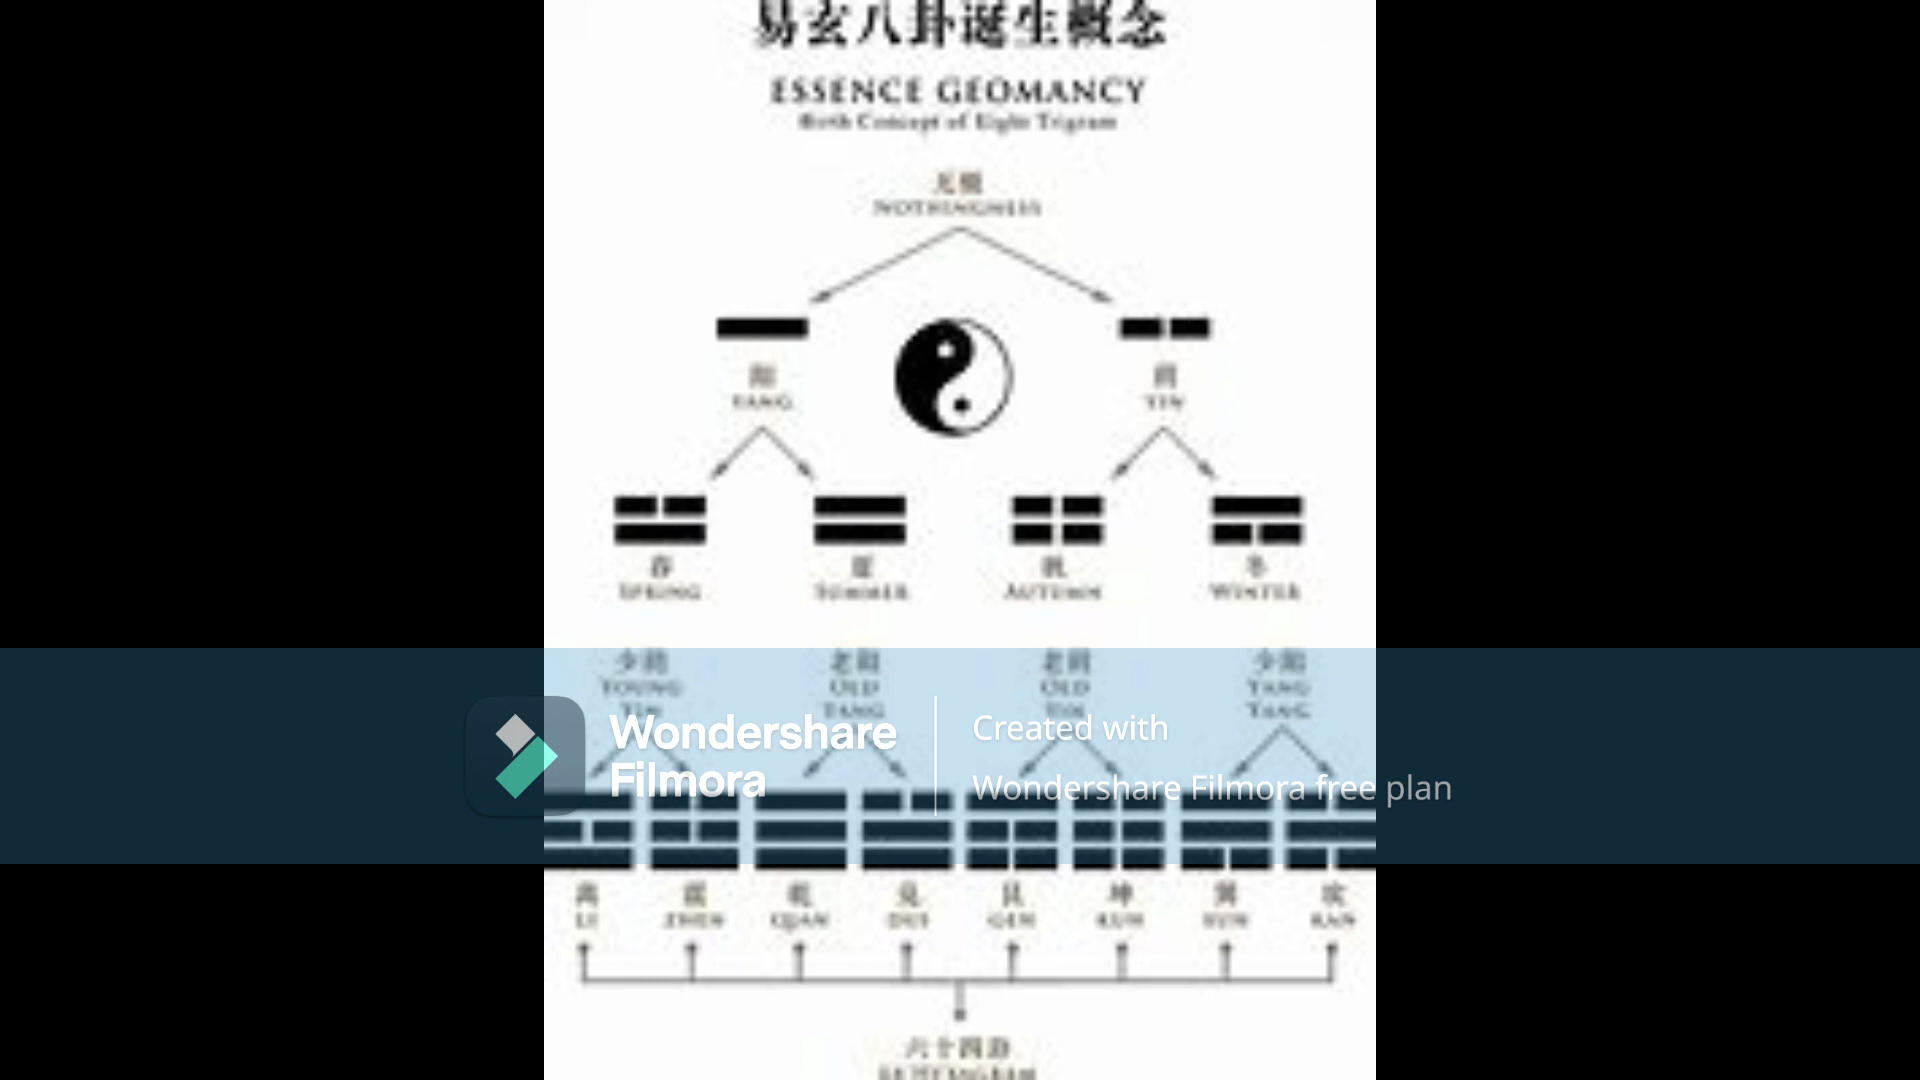 易玄八卦诞生概念
ESSENCE GEOMANCY
Birth Concept of Eight Trigram
无极
NOTHINGNESS
阳
YANG
阴
YIN
春
SPRING
夏
SUMMER
秋
AUTUMN
冬
WINTER
少阴
YOUNG
YIN
老阳
OLD
YANG
老阴
OLD
YIN
少阳
YANG
YANG
Wondershare
Filmora
Created with
Wondershare Filmora free plan
离
LI
震
ZHEN
乾
QIAN
兑
DUI
艮
GEN
坤
KUN
巽
XUN
坎
KAN
六十四卦